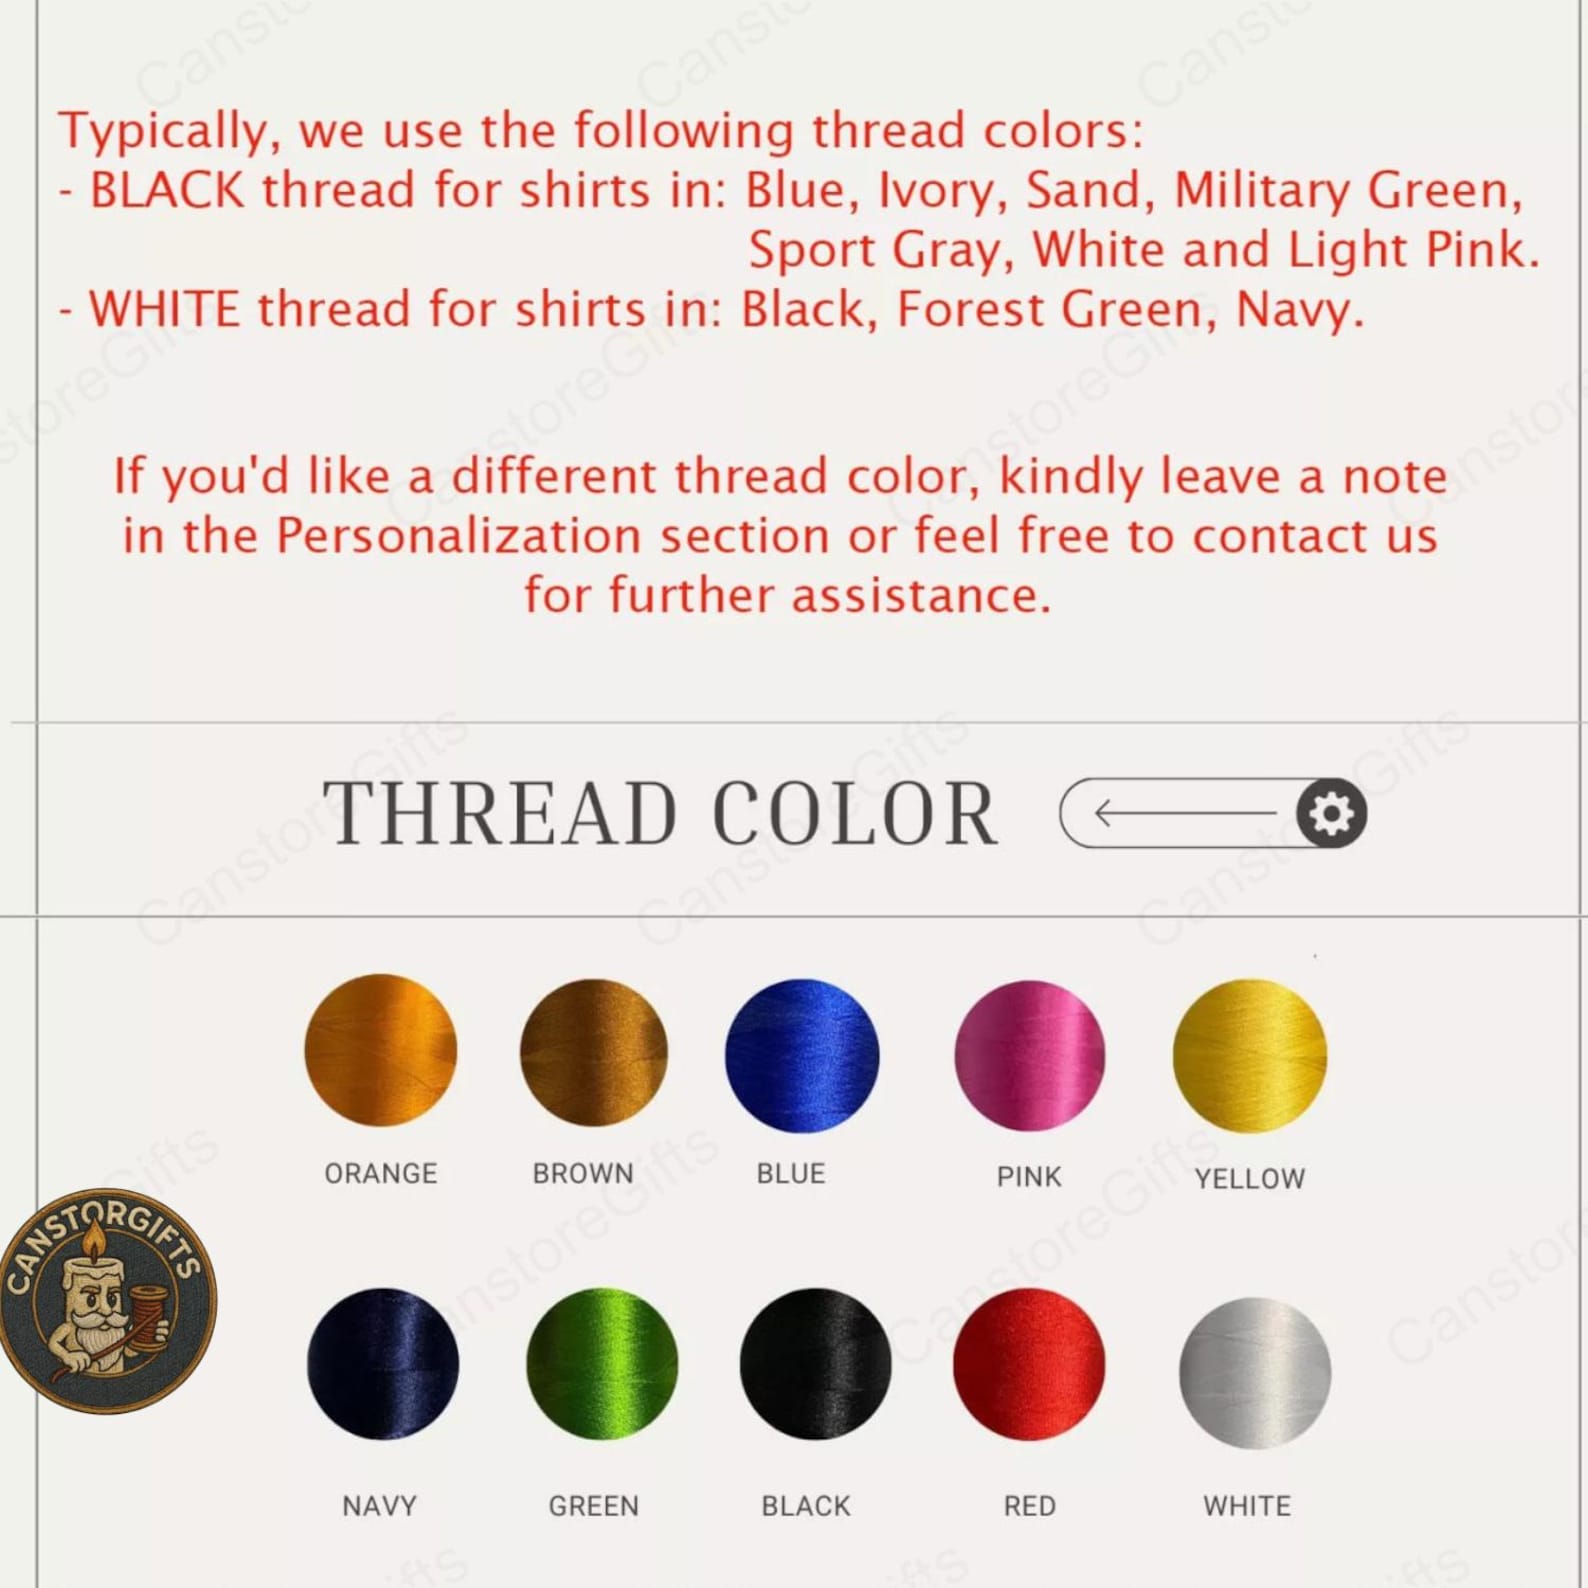 Typically, we use the following thread colors:
- BLACK thread for shirts in: Blue, Ivory, Sand, Military Green,
Sport Gray, White and Light Pink.
- WHITE thread for shirts in: Black, Forest Green, Navy.
If you'd like a different thread color, kindly leave a note
in the Personalization section or feel free to contact us
for further assistance.
THREAD COLOR
ORANGE BROWN BLUE PINK YELLOW
CANSTORGIFTS
NAVY GREEN BLACK RED WHITE
CanstoreGifts